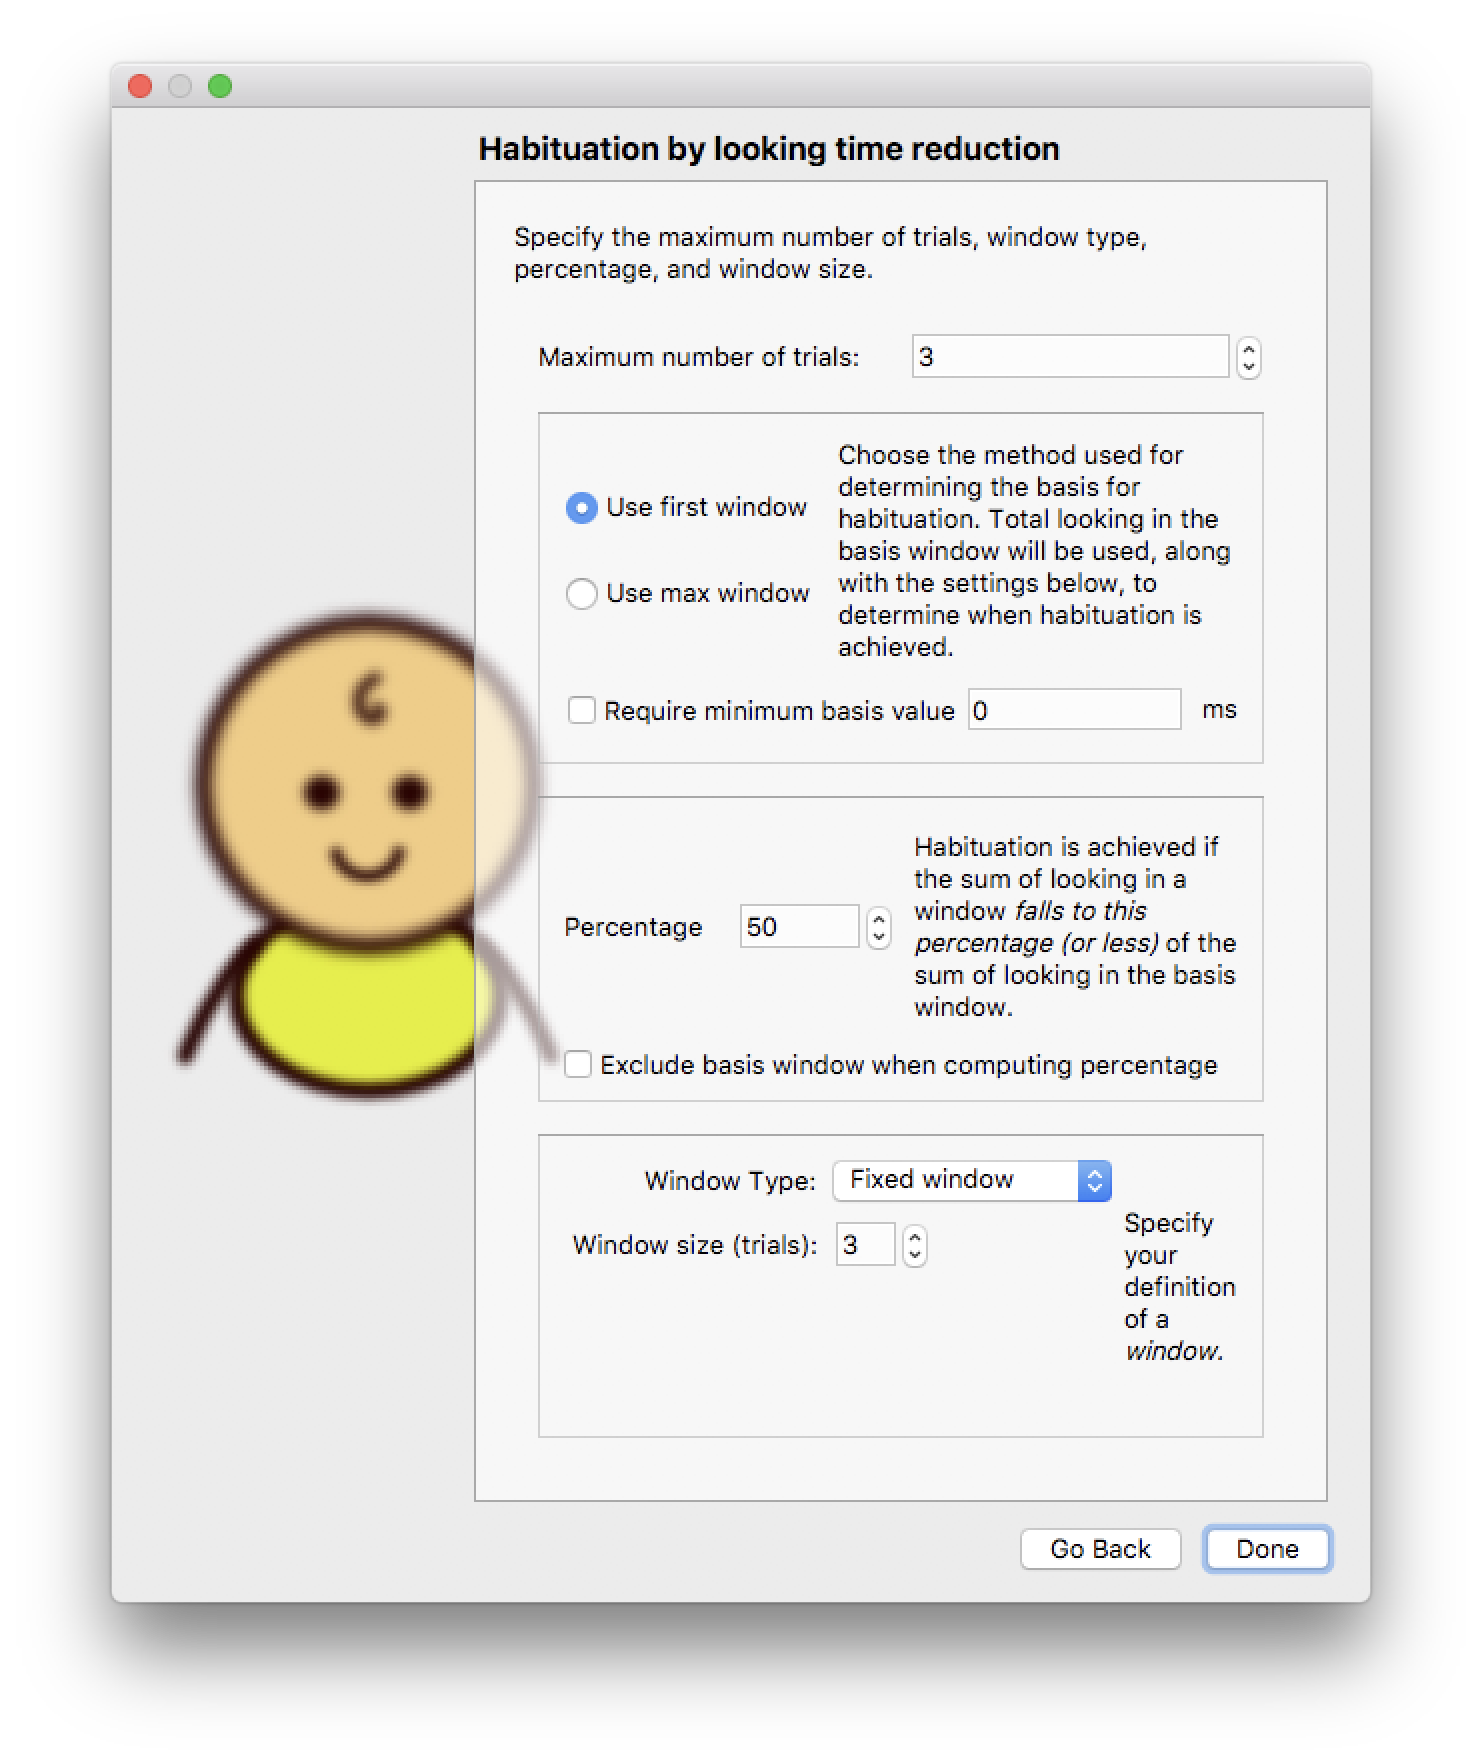 Habituation by looking time reduction
Specify the maximum number of trials, window type,
percentage, and window size.
Maximum number of trials: 3
Use first window
Use max window
Choose the method used for
determining the basis for
habituation. Total looking in the
basis window will be used, along
with the settings below, to
determine when habituation is
achieved.
Require minimum basis value 0 ms
Percentage 50
Habituation is achieved if
the sum of looking in a
window falls to this
percentage (or less) of the
sum of looking in the basis
window.
Exclude basis window when computing percentage
Window Type: Fixed window
Window size (trials): 3
Specify
your
definition
of a
window.
Go Back Done